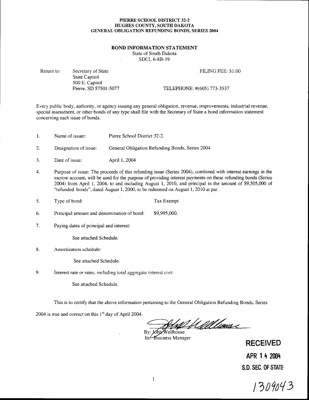 PIERRE SCHOOL DISTRICT 32-2
HUGHES COUNTY, SOUTH DAKOTA
GENERAL OBLIGATION REFUNDING BONDS, SERIES 2004
BOND INFORMATION STATEMENT
State of South Dakota
SDCL 6-8B-19
Return to: Secretary of State FILING FEE: $1.00
State Capitol
500 E. Capitol
Pierre, SD 57501-5077 TELEPHONE: #(605) 773-3537
Every public body, authority, or agency issuing any general obligation, revenue, improvements, industrial revenue,
special assessment, or other bonds of any type shall file with the Secretary of State a bond information statement
concerning each issue of bonds.
1. Name of issuer: Pierre School District 32-2.
2. Designation of issue: General Obligation Refunding Bonds, Series 2004
3. Date of issue: April 1, 2004
4. Purpose of issue: The proceeds of this refunding issue (Series 2004), combined with interest earnings in the
escrow account, will be used for the purpose of providing interest payments on these refunding bonds (Series
2004) from April 1, 2004, to and including August 1, 2010, and principal in the amount of $9,505,000 of
"refunded bonds", dated August 1, 2000, to be redeemed on August 1, 2010 at par.
5. Type of bond: Tax Exempt
6. Principal amount and denomination of bond: $9,995,000.
7. Paying dates of principal and interest:
See attached Schedule.
8. Amortization schedule:
See attached Schedule.
9. Interest rate or rates, including total aggregate interest cost:
See attached Schedule.
This is to certify that the above information pertaining to the General Obligation Refunding Bonds, Series
2004 is true and correct on this 1st day of April 2004.
By: John Wellhouse
Its: Business Manager
RECEIVED
APR 14 2004
S.D. SEC. OF STATE
1
1309043